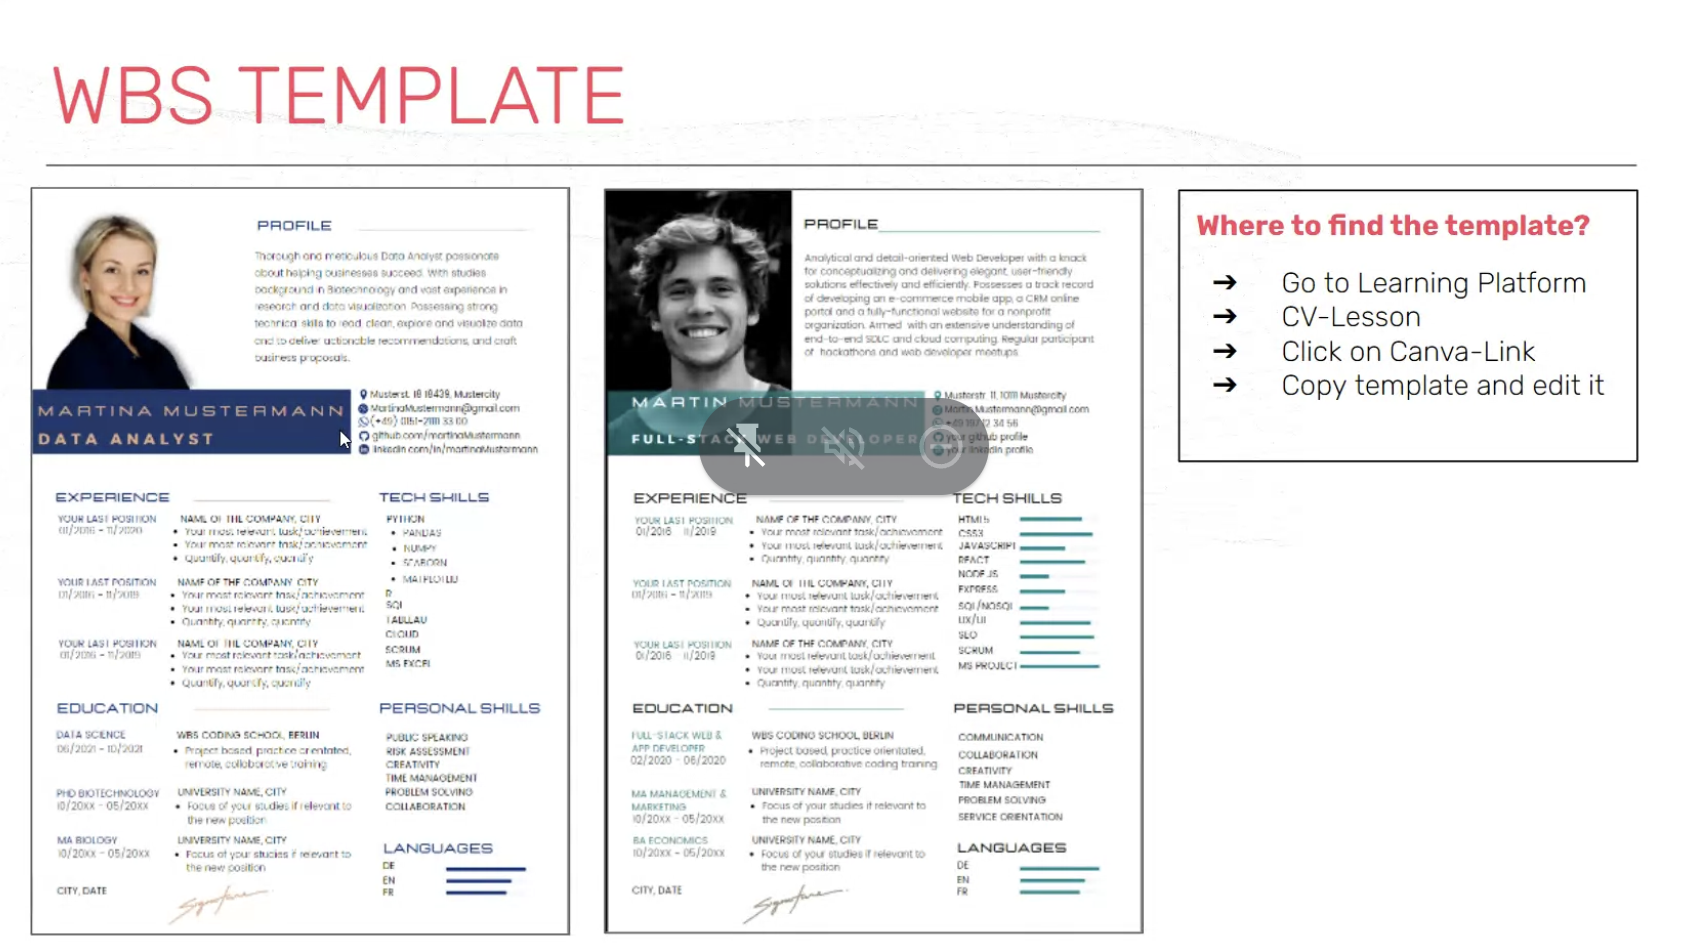 WBS TEMPLATE
PROFILE
Thorough and meticulous Data Analyst passionate
about helping businesses succeed. With studies
background in Biotechnology and vast experience in
research and data visualization. Possessing strong
technical skills to read, clean, explore and visualize data
and to deliver actionable recommendations, and craft
business proposals.
MARTINA MUSTERMANN
DATA ANALYST
Musterst. 18 18439, Mustercity
MartinaMustermann@gmail.com
(+49) 0151-2111 33 00
github.com/martinaMustermann
linkedin.com/in/martinaMustermann
EXPERIENCE
YOUR LAST POSITION
01/2016 - 11/2020
NAME OF THE COMPANY, CITY
• Your most relevant task/achievement
• Your most relevant task/achievement
• Quantify, quantify, quantify
YOUR LAST POSITION
01/2016 - 11/2019
NAME OF THE COMPANY, CITY
• Your most relevant task/achievement
• Your most relevant task/achievement
• Quantify, quantify, quantify
YOUR LAST POSITION
01/2016 - 11/2019
NAME OF THE COMPANY, CITY
• Your most relevant task/achievement
• Your most relevant task/achievement
• Quantify, quantify, quantify
TECH SKILLS
PYTHON
• PANDAS
• NUMPY
• SEABORN
• MATPLOTLIB
R
SQL
TABLEAU
CLOUD
SCRUM
MS EXCEL
EDUCATION
DATA SCIENCE
06/2021 - 10/2021
WBS CODING SCHOOL, BERLIN
• Project based, practice orientated,
remote, collaborative training
PHD BIOTECHNOLOGY
10/20XX - 05/20XX
UNIVERSITY NAME, CITY
• Focus of your studies if relevant to
the new position
MA BIOLOGY
10/20XX - 05/20XX
UNIVERSITY NAME, CITY
• Focus of your studies if relevant to
the new position
CITY, DATE
Signature
PERSONAL SKILLS
PUBLIC SPEAKING
RISK ASSESSMENT
CREATIVITY
TIME MANAGEMENT
PROBLEM SOLVING
COLLABORATION
LANGUAGES
DE
EN
FR
PROFILE
Analytical and detail-oriented Web Developer with a knack
for conceptualizing and delivering elegant, user-friendly
solutions effectively and efficiently. Possesses a track record
of developing an e-commerce mobile app, a CRM online
portal and a fully-functional website for a nonprofit
organization. Armed with an extensive understanding of
end-to-end SDLC and cloud computing. Regular participant
of hackathons and web developer meetups.
MARTIN MUSTERMANN
FULL-STACK WEB DEVELOPER
Musterstr. 11, 10111 Mustercity
Martin.Mustermann@gmail.com
34 56
your github profile
your linkedin profile
EXPERIENCE
YOUR LAST POSITION
01/2016 11/2019
NAME OF THE COMPANY, CITY
• Your most relevant task/achievement
• Your most relevant task/achievement
• Quantify, quantify, quantify
YOUR LAST POSITION
01/2016 - 11/2019
NAME OF THE COMPANY, CITY
• Your most relevant task/achievement
• Your most relevant task/achievement
• Quantify, quantify, quantify
YOUR LAST POSITION
01/2016 11/2019
NAME OF THE COMPANY, CITY
• Your most relevant task/achievement
• Your most relevant task/achievement
• Quantify, quantify, quantify
TECH SKILLS
HTML5
CSS3
JAVASCRIPT
REACT
NODE.JS
EXPRESS
SQL/NOSQL
UX/UI
SEO
SCRUM
MS PROJECT
EDUCATION
FULL-STACK WEB &
APP DEVELOPER
02/2020 - 06/2020
WBS CODING SCHOOL, BERLIN
• Project based, practice orientated,
remote, collaborative coding training
MA MANAGEMENT &
MARKETING
10/20XX - 05/20XX
UNIVERSITY NAME, CITY
• Focus of your studies if relevant to
the new position
BA ECONOMICS
10/20XX - 05/20XX
UNIVERSITY NAME, CITY
• Focus of your studies if relevant to
the new position
CITY, DATE
Signature
PERSONAL SKILLS
COMMUNICATION
COLLABORATION
CREATIVITY
TIME MANAGEMENT
PROBLEM SOLVING
SERVICE ORIENTATION
LANGUAGES
DE
EN
FR
Where to find the template?
➔ Go to Learning Platform
➔ CV-Lesson
➔ Click on Canva-Link
➔ Copy template and edit it